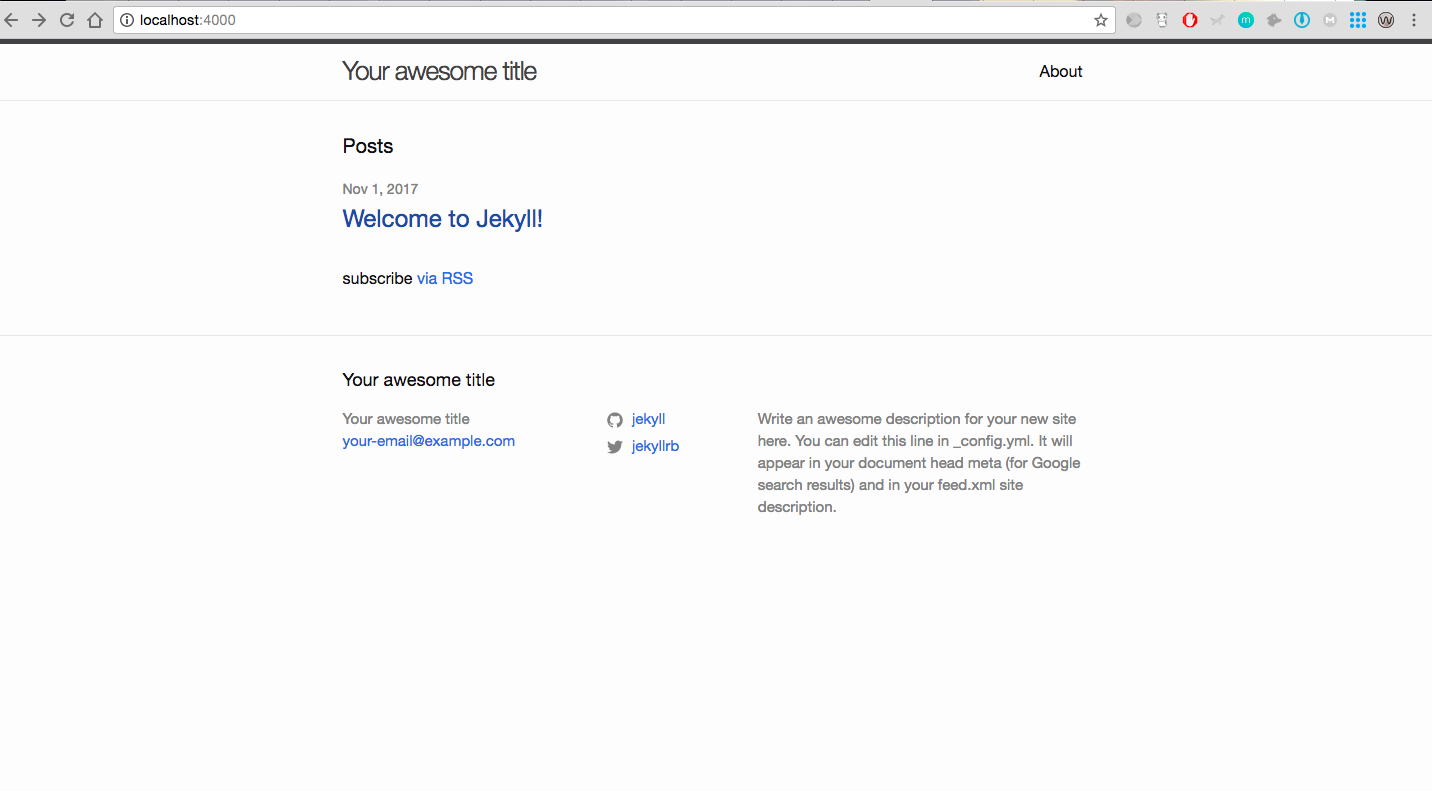 localhost:4000
Your awesome title
About
Posts
Nov 1, 2017
Welcome to Jekyll!
subscribe via RSS
Your awesome title
Your awesome title
your-email@example.com
jekyll
jekyllrb
Write an awesome description for your new site
here. You can edit this line in _config.yml. It will
appear in your document head meta (for Google
search results) and in your feed.xml site
description.